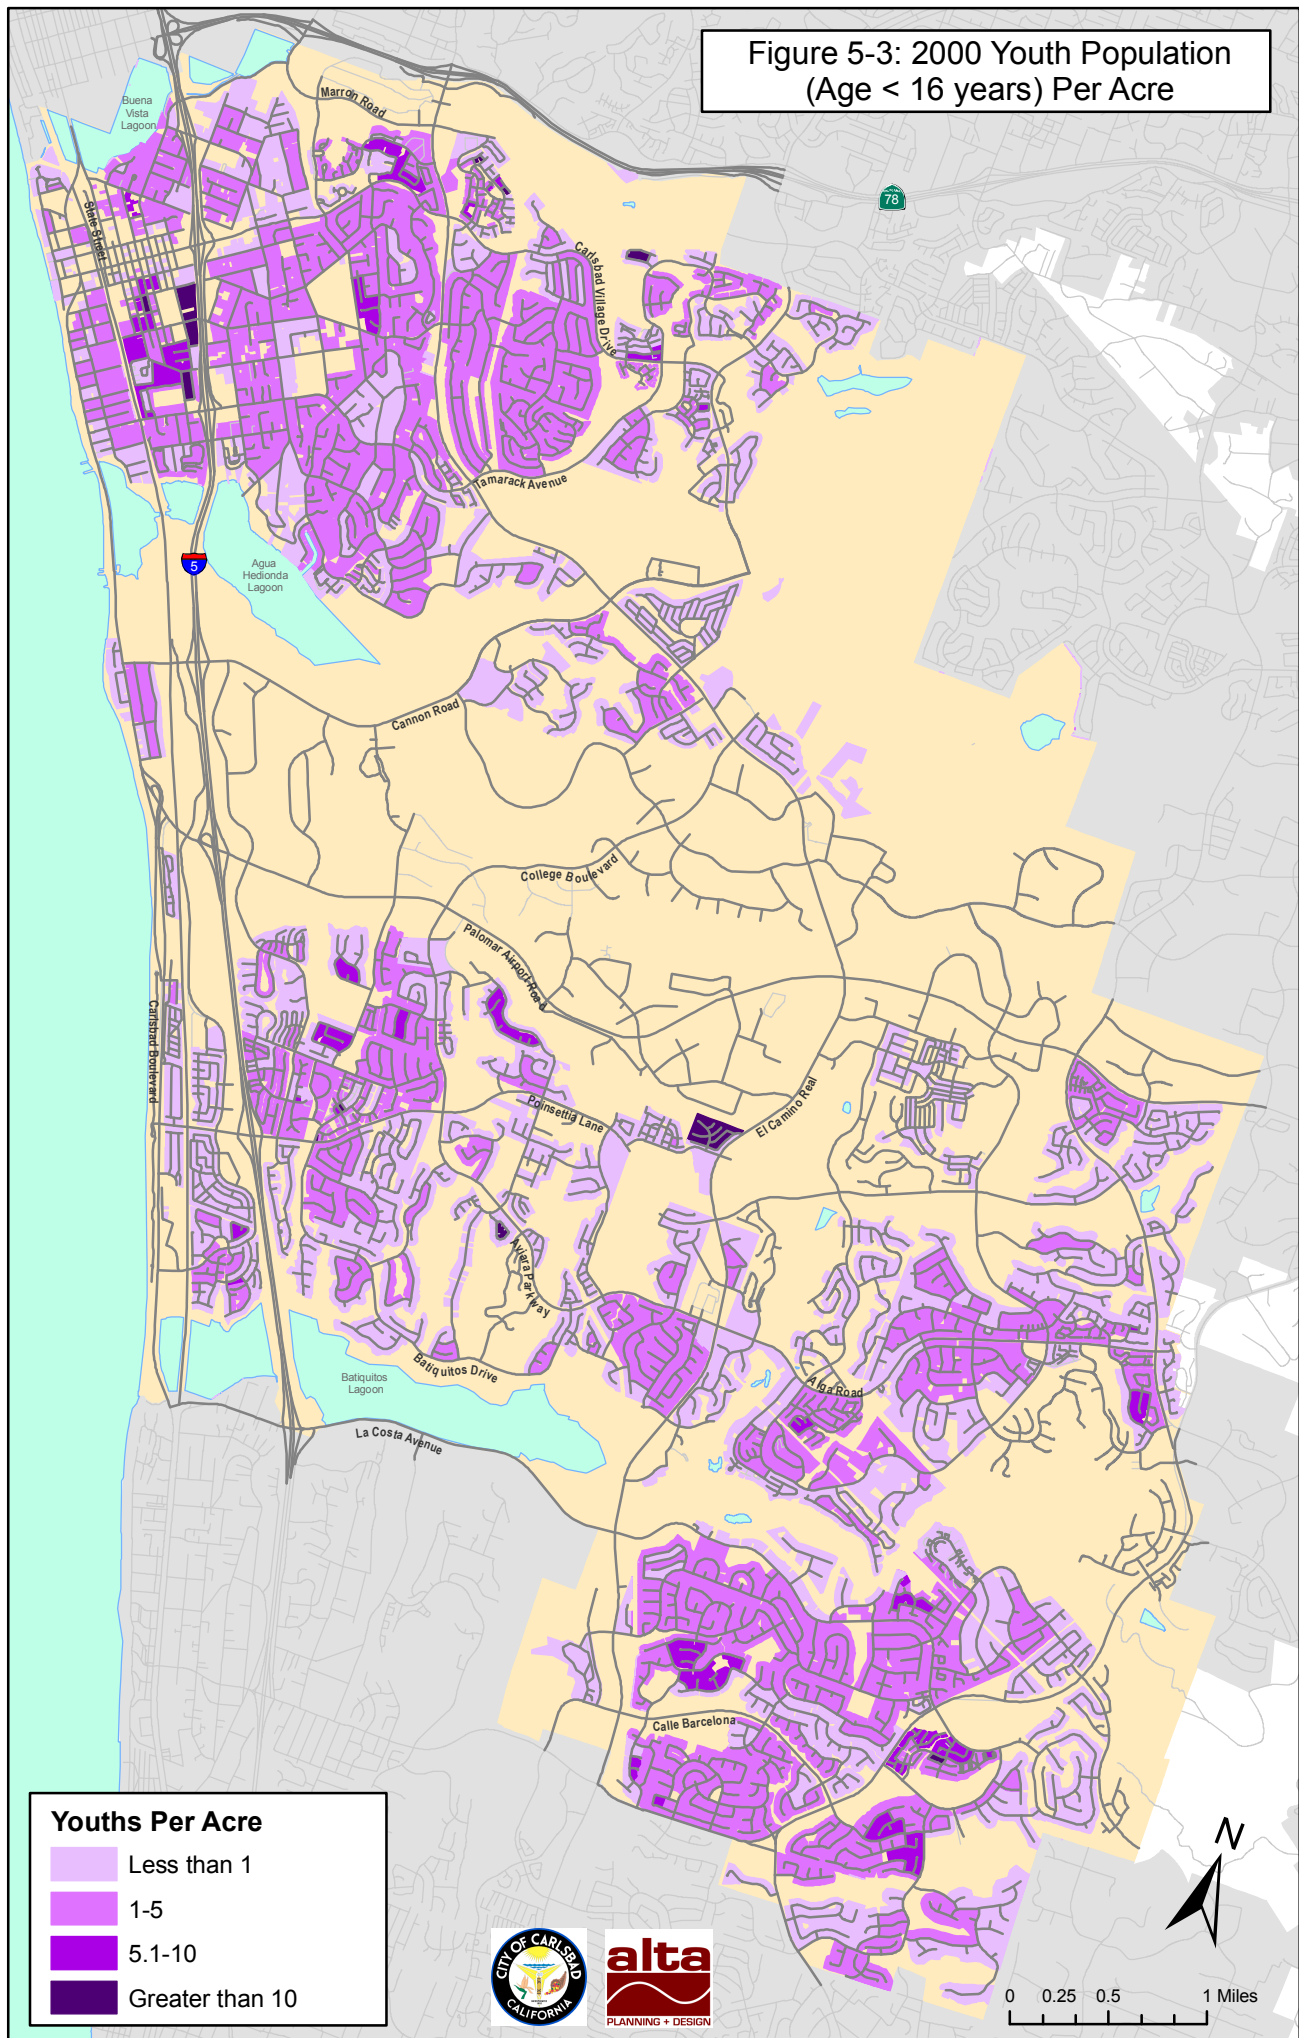 Figure 5-3: 2000 Youth Population
(Age < 16 years) Per Acre
Buena
Vista
Lagoon
Marron Road
78
State Street
Carlsbad Village Drive
Tamarack Avenue
5
Agua
Hedionda
Lagoon
Cannon Road
College Boulevard
Palomar Airport Road
Carlsbad Boulevard
Poinsettia Lane
El Camino Real
Aviara Parkway
Batiquitos Drive
Batiquitos
Lagoon
Alga Road
La Costa Avenue
Calle Barcelona
Youths Per Acre
Less than 1
1-5
5.1-10
Greater than 10
CITY OF CARLSBAD
CALIFORNIA
alta
PLANNING + DESIGN
N
0 0.25 0.5 1 Miles